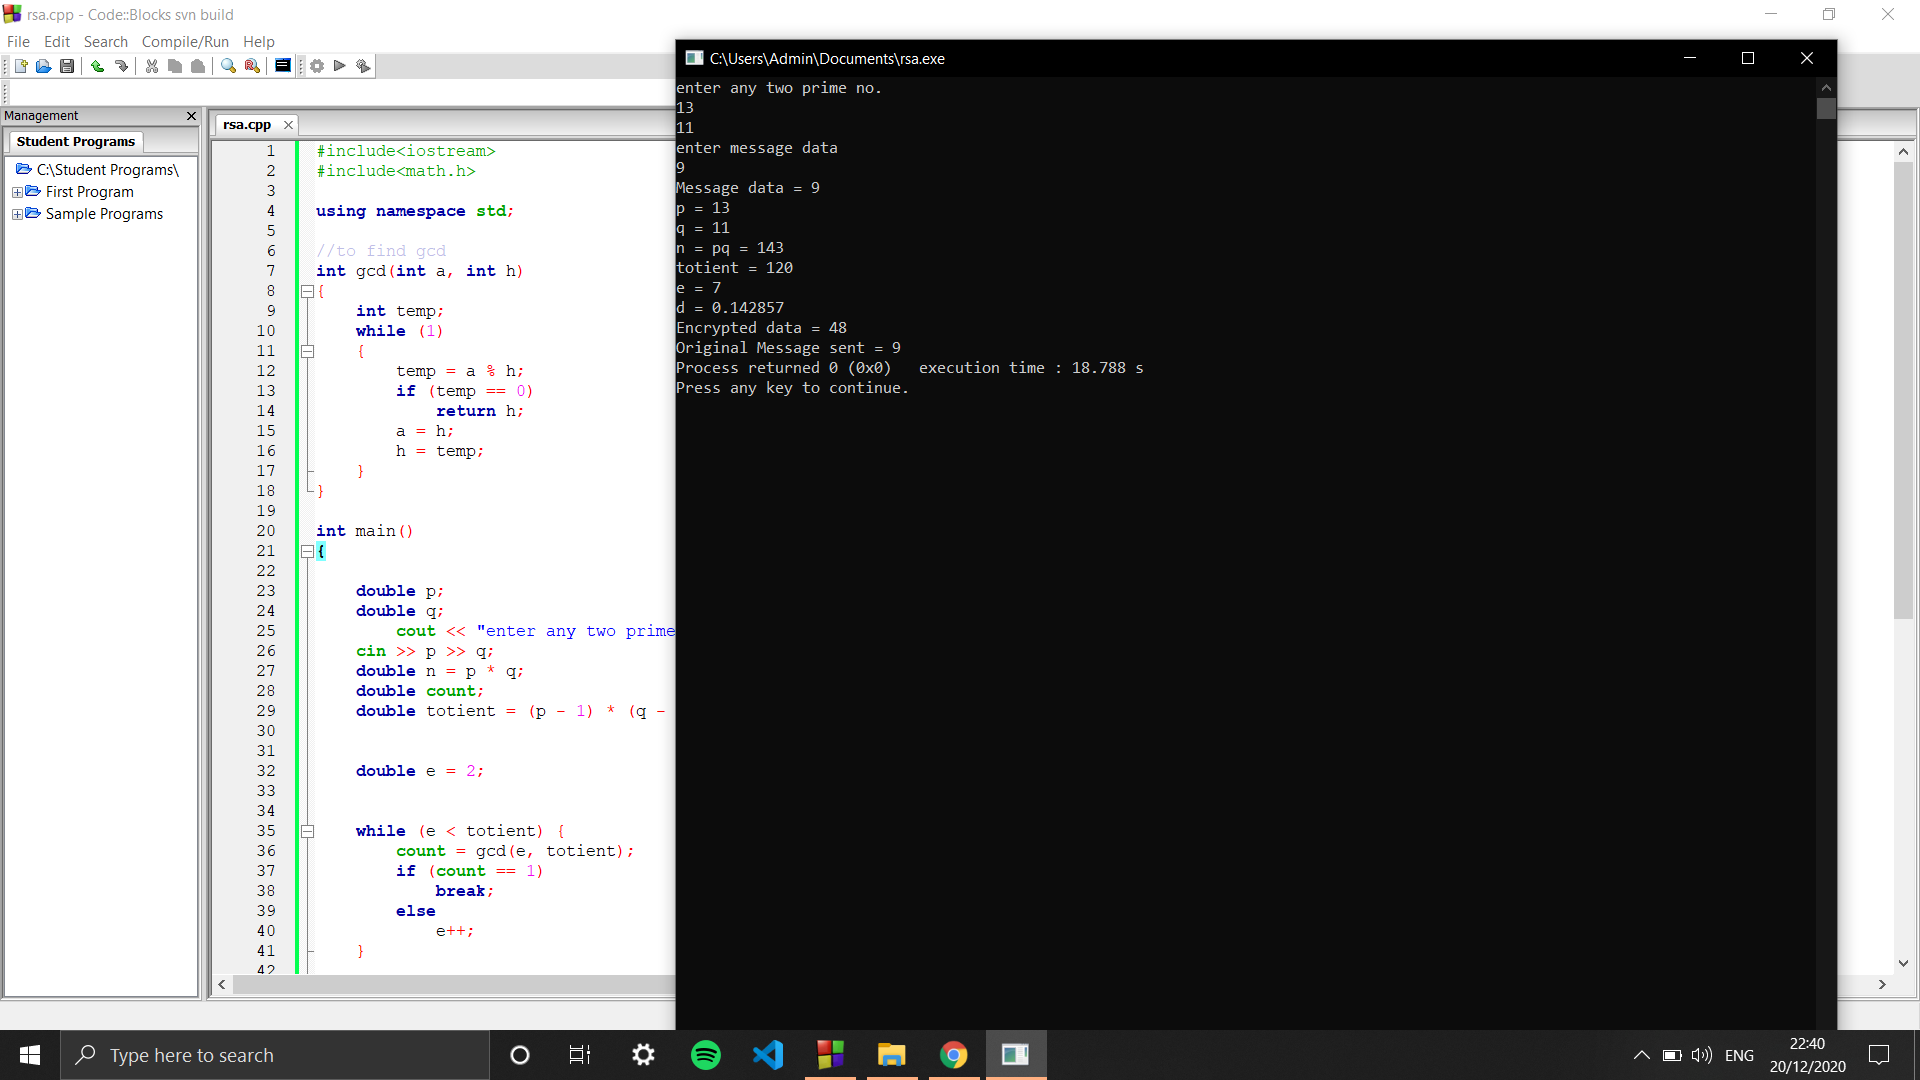 rsa.cpp - Code::Blocks svn build
File Edit Search Compile/Run Help
Management
Student Programs
C:\Student Programs\
First Program
Sample Programs
rsa.cpp
1 #include<iostream>
2 #include<math.h>
3
4 using namespace std;
5
6 //to find gcd
7 int gcd(int a, int h)
8 {
9 int temp;
10 while (1)
11 {
12 temp = a % h;
13 if (temp == 0)
14 return h;
15 a = h;
16 h = temp;
17 }
18 }
19
20 int main()
21 {
22
23 double p;
24 double q;
25 cout << "enter any two prime
26 cin >> p >> q;
27 double n = p * q;
28 double count;
29 double totient = (p - 1) * (q -
30
31
32 double e = 2;
33
34
35 while (e < totient) {
36 count = gcd(e, totient);
37 if (count == 1)
38 break;
39 else
40 e++;
41 }
42
C:\Users\Admin\Documents\rsa.exe
enter any two prime no.
13
11
enter message data
9
Message data = 9
p = 13
q = 11
n = pq = 143
totient = 120
e = 7
d = 0.142857
Encrypted data = 48
Original Message sent = 9
Process returned 0 (0x0) execution time : 18.788 s
Press any key to continue.
Type here to search
ENG
22:40
20/12/2020